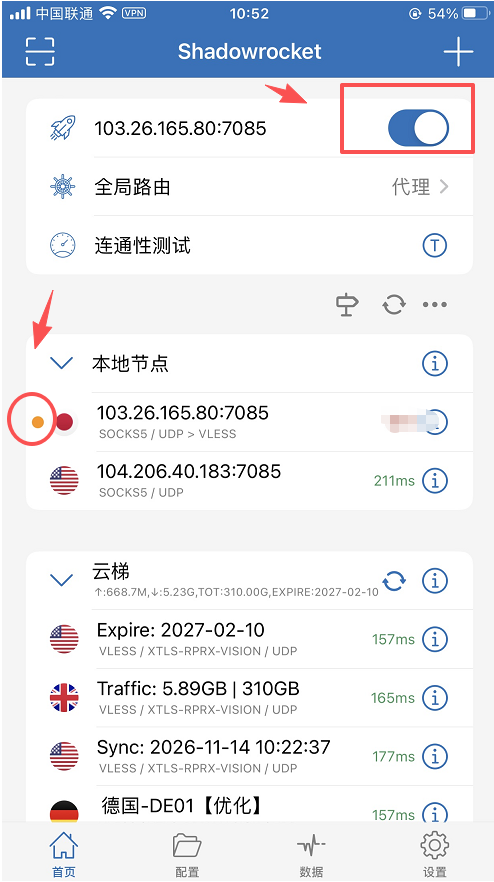 中国联通 VPN 10:52 54%
Shadowrocket
103.26.165.80:7085
全局路由 代理
连通性测试 T
本地节点
103.26.165.80:7085
SOCKS5 / UDP > VLESS
104.206.40.183:7085
SOCKS5 / UDP
211ms
云梯
↑:668.7M,↓:5.23G,TOT:310.00G,EXPIRE:2027-02-10
Expire: 2027-02-10
VLESS / XTLS-RPRX-VISION / UDP
157ms
Traffic: 5.89GB | 310GB
VLESS / XTLS-RPRX-VISION / UDP
165ms
Sync: 2026-11-14 10:22:37
VLESS / XTLS-RPRX-VISION / UDP
177ms
德国-DE01【优化】
157ms
首页 配置 数据 设置